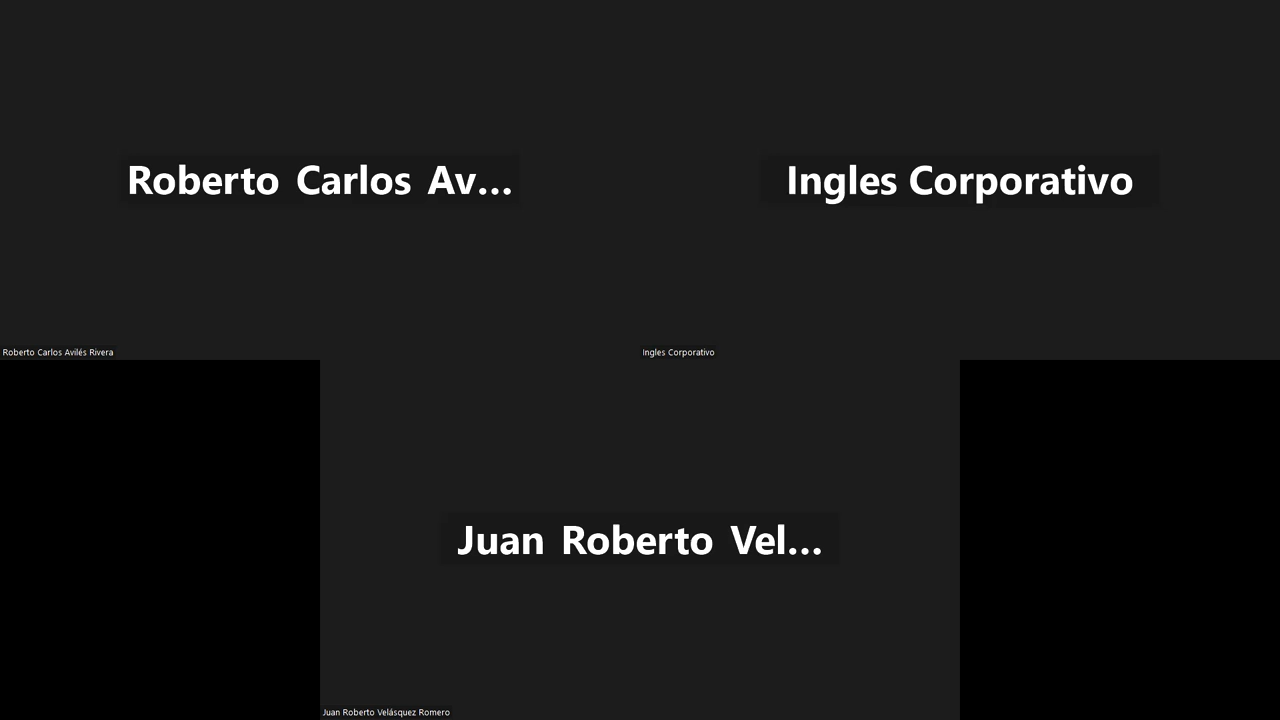 Roberto Carlos Av...
Ingles Corporativo
Roberto Carlos Avilés Rivera
Ingles Corporativo
Juan Roberto Vel...
Juan Roberto Velásquez Romero